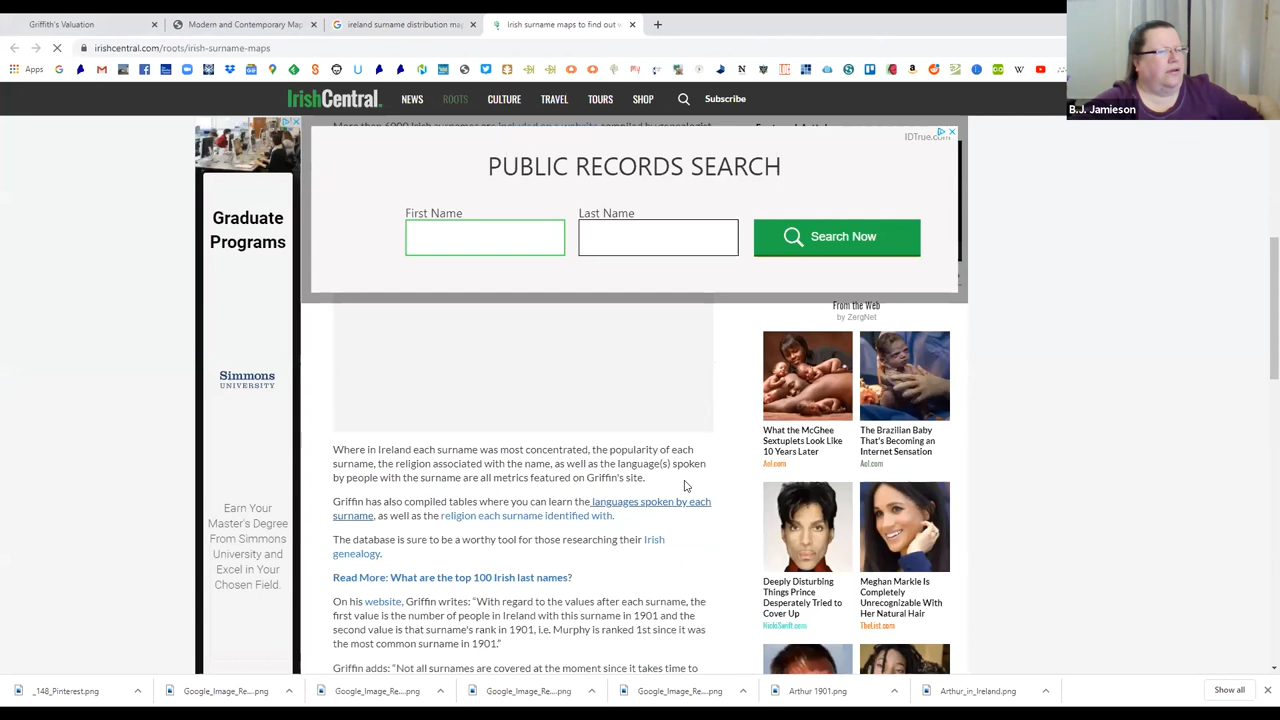 Griffith's Valuation
Modern and Contemporary Map
ireland surname distribution map
Irish surname maps to find out
irishcentral.com/roots/irish-surname-maps
Apps
B.J. Jamieson
IrishCentral.
NEWS
ROOTS
CULTURE
TRAVEL
TOURS
SHOP
Subscribe
More than 6000 Irish surnames are included on a website compiled by genealogist
IDTrue.com
PUBLIC RECORDS SEARCH
First Name
Last Name
Search Now
Graduate
Programs
SIMMONS
UNIVERSITY
Earn Your
Master's Degree
From Simmons
University and
Excel in Your
Chosen Field.
Where in Ireland each surname was most concentrated, the popularity of each
surname, the religion associated with the name, as well as the language(s) spoken
by people with the surname are all metrics featured on Griffin's site.
Griffin has also compiled tables where you can learn the languages spoken by each
surname, as well as the religion each surname identified with.
The database is sure to be a worthy tool for those researching their Irish
genealogy.
Read More: What are the top 100 Irish last names?
On his website, Griffin writes: “With regard to the values after each surname, the
first value is the number of people in Ireland with this surname in 1901 and the
second value is that surname's rank in 1901, i.e. Murphy is ranked 1st since it was
the most common surname in 1901.”
Griffin adds: “Not all surnames are covered at the moment since it takes time to
From the Web
by ZergNet
What the McGhee
Sextuplets Look Like
10 Years Later
Aol.com
The Brazilian Baby
That's Becoming an
Internet Sensation
Aol.com
Deeply Disturbing
Things Prince
Desperately Tried to
Cover Up
NickiSwift.com
Meghan Markle Is
Completely
Unrecognizable With
Her Natural Hair
TheList.com
_148_Pinterest.png
Google_Image_Re....png
Google_Image_Re....png
Google_Image_Re....png
Google_Image_Re....png
Arthur 1901.png
Arthur_in_Ireland.png
Show all